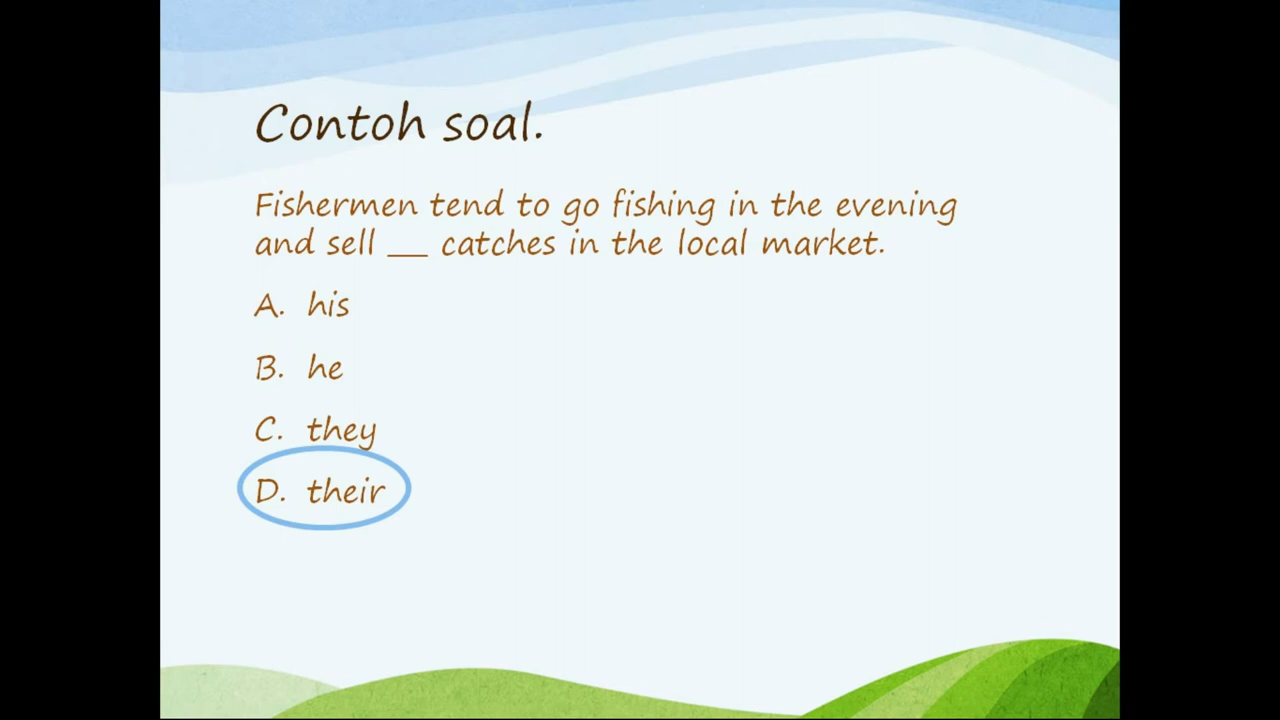 Contoh soal.
Fishermen tend to go fishing in the evening
and sell ___ catches in the local market.
A. his
B. he
C. they
D. their